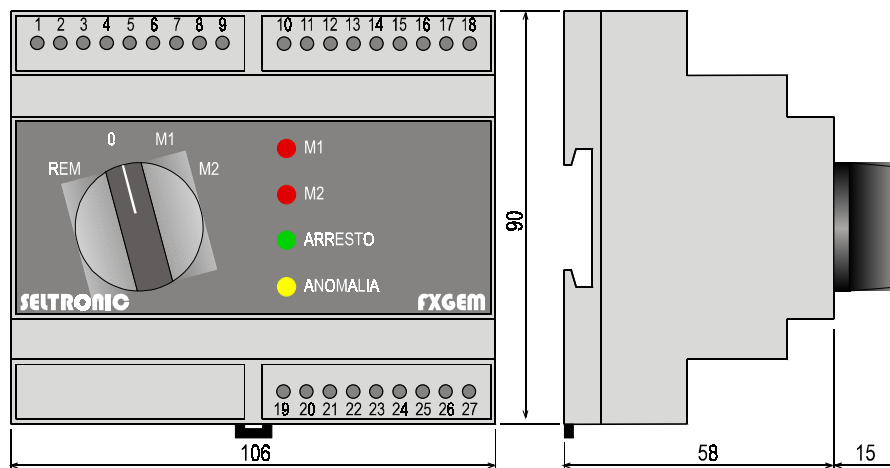 1 2 3 4 5 6 7 8 9
10 11 12 13 14 15 16 17 18
0 M1
REM M2
M1
M2
ARRESTO
ANOMALIA
SELTRONIC FXGEM
19 20 21 22 23 24 25 26 27
106
90
58
15